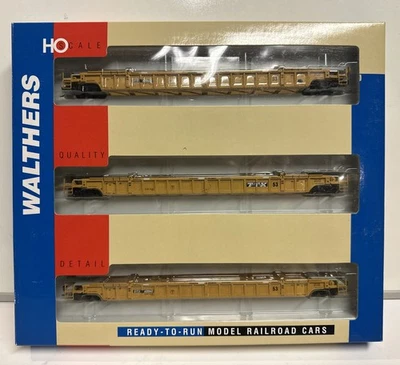 HO SCALE
WALTHERS
QUALITY
TTX
DETAIL
READY-TO-RUN MODEL RAILROAD CARS